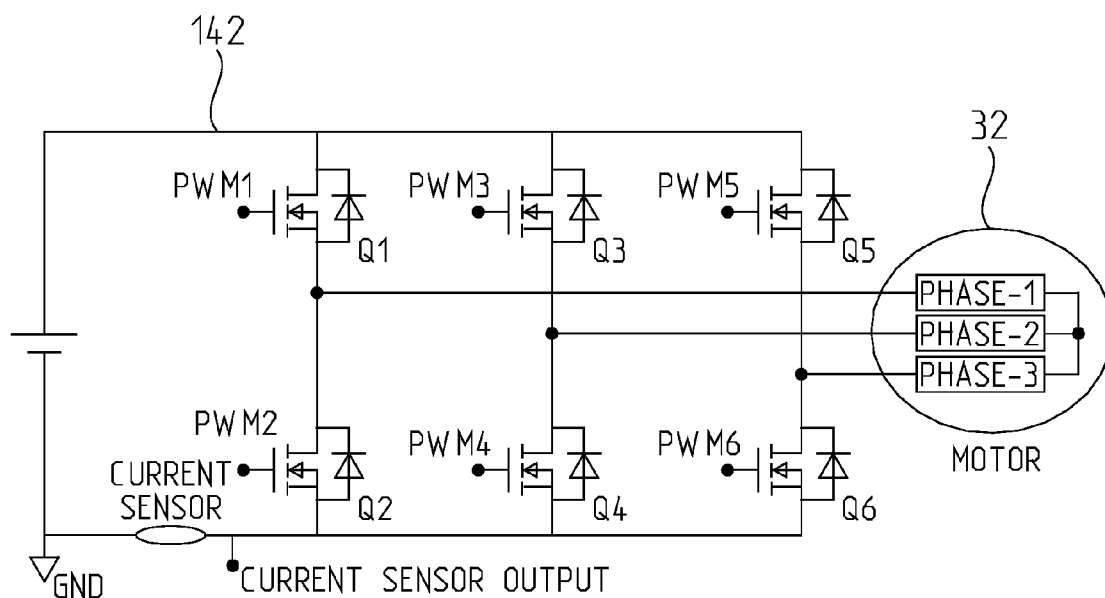 142
32
PWM1
PWM3
PWM5
Q1
Q3
Q5
PHASE-1
PHASE-2
PHASE-3
MOTOR
PWM2
PWM4
PWM6
CURRENT
SENSOR
Q2
Q4
Q6
GND
CURRENT SENSOR OUTPUT